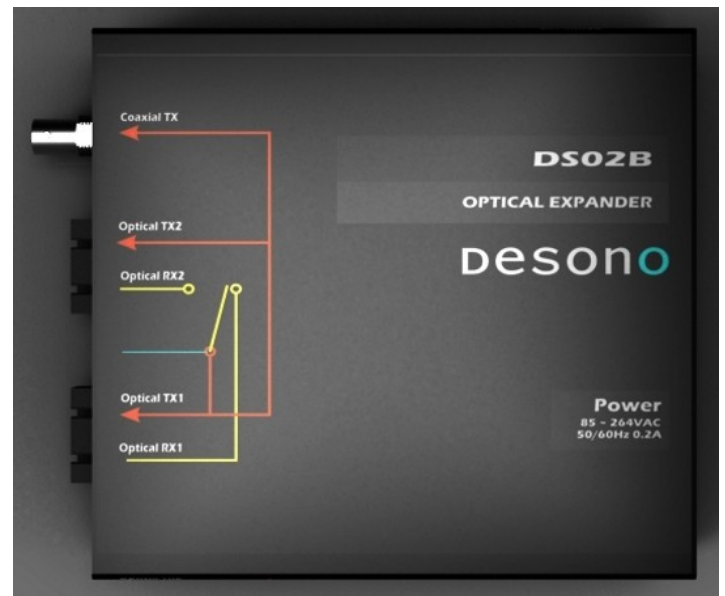 Coaxial TX
DS02B
OPTICAL EXPANDER
Optical TX2
Desono
Optical RX2
Optical TX1
Optical RX1
Power
85 - 264VAC
50/60Hz 0.2A